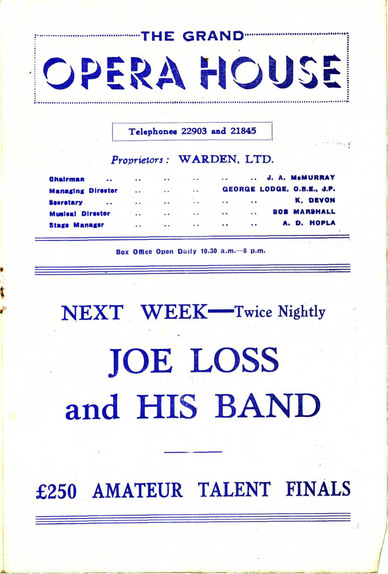 THE GRAND
OPERA HOUSE
Telephones 22903 and 21845
Proprietors: WARDEN, LTD.
Chairman .. .. .. .. .. J. A. McMURRAY
Managing Director .. .. .. GEORGE LODGE, O.B.E., J.P.
Secretary .. .. .. .. .. K. DEVON
Musical Director .. .. .. .. BOB MARSHALL
Stage Manager .. .. .. .. A. D. HOPLA
Box Office Open Daily 10.30 a.m.—8 p.m.
NEXT WEEK—Twice Nightly
JOE LOSS
and HIS BAND
£250 AMATEUR TALENT FINALS